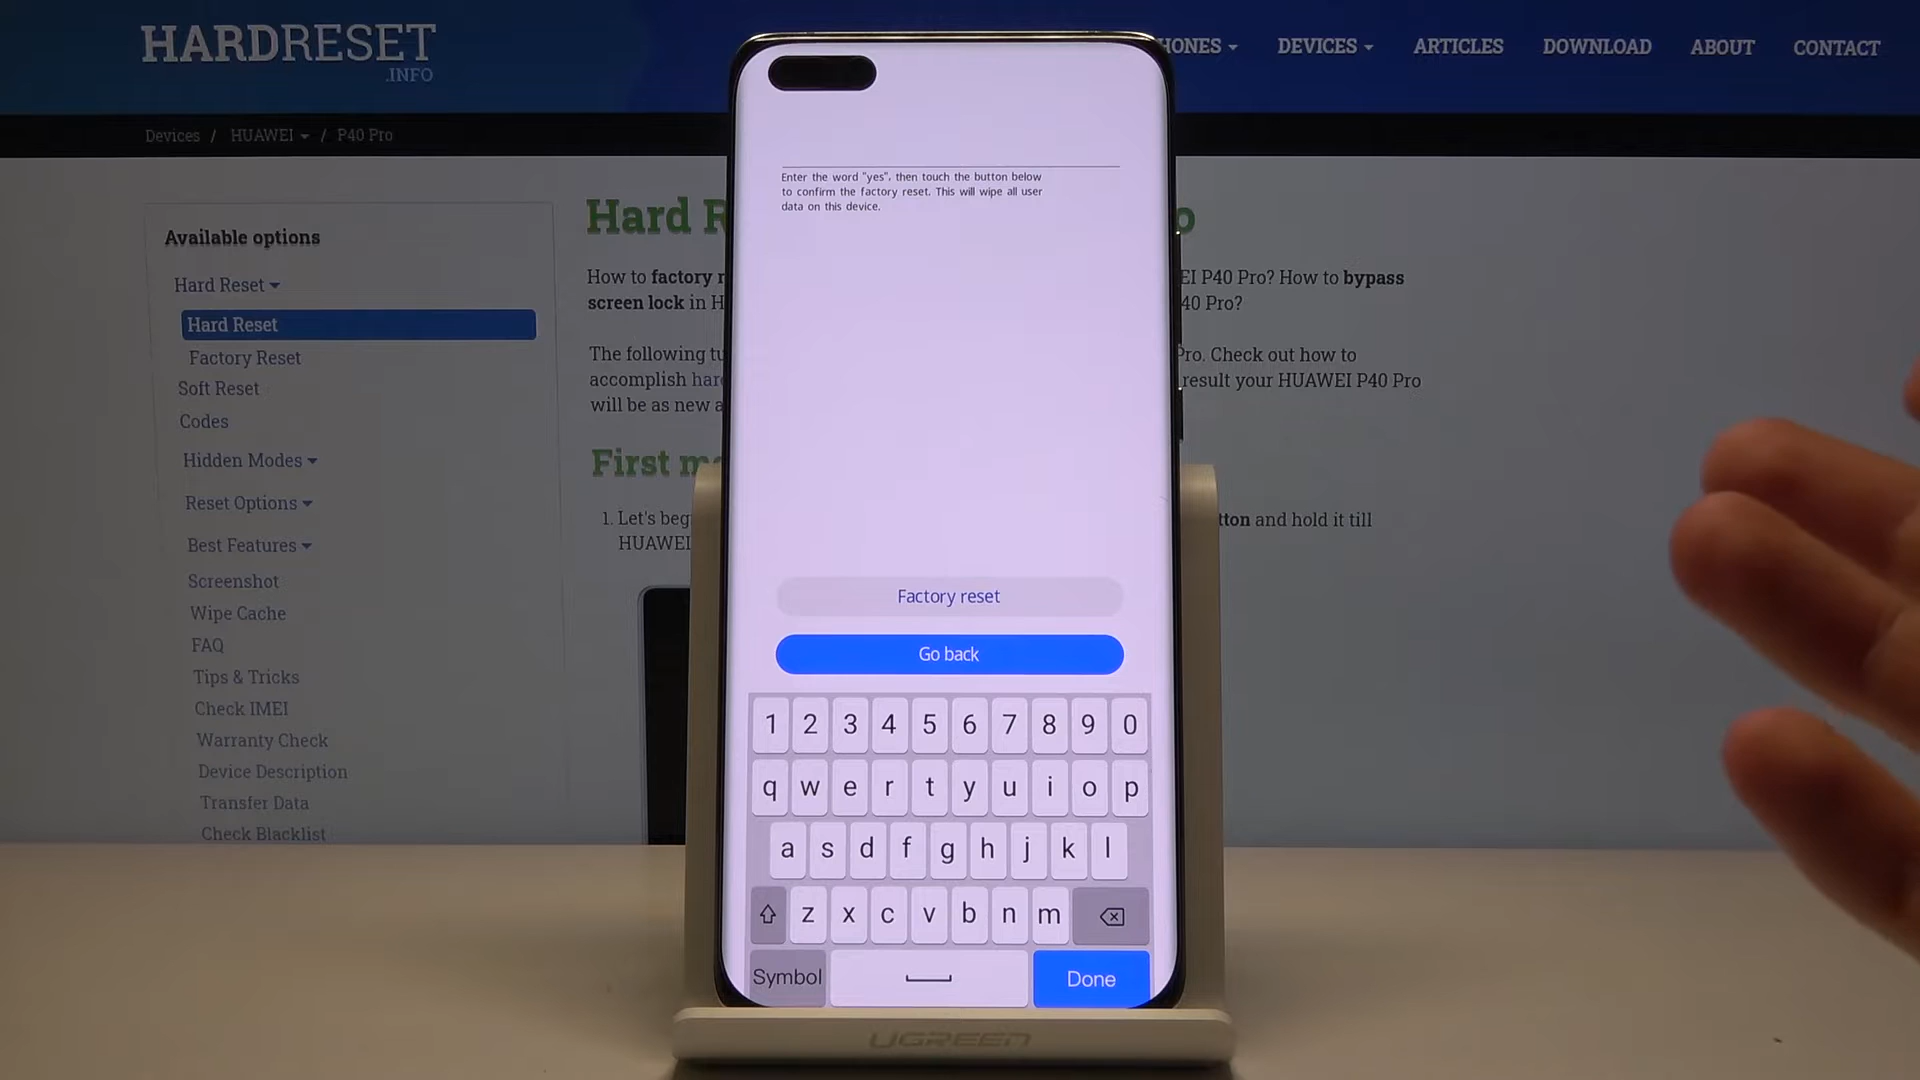 HARDRESET
.INFO
HONES
DEVICES
ARTICLES
DOWNLOAD
ABOUT
CONTACT
Devices / HUAWEI / P40 Pro
Available options
Hard Reset
Hard Reset
Factory Reset
Soft Reset
Codes
Hidden Modes
Reset Options
Best Features
Screenshot
Wipe Cache
FAQ
Tips & Tricks
Check IMEI
Warranty Check
Device Description
Transfer Data
Check Blacklist
Hard R
o
How to factory r
EI P40 Pro? How to bypass
screen lock in H
40 Pro?
The following tu
Pro. Check out how to
accomplish har
result your HUAWEI P40 Pro
will be as new a
First m
1. Let's beg
tton and hold it till
HUAWEI
Enter the word "yes", then touch the button below
to confirm the factory reset. This will wipe all user
data on this device.
Factory reset
Go back
1 2 3 4 5 6 7 8 9 0
q w e r t y u i o p
a s d f g h j k l
z x c v b n m
Symbol
Done
UGREEN